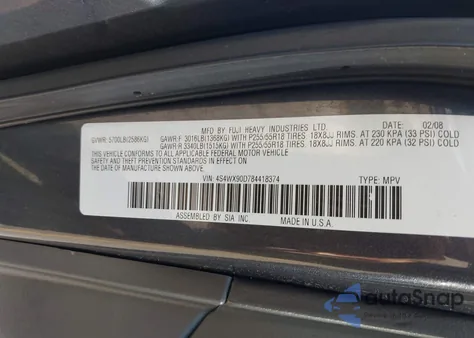 MFD. BY FUJI HEAVY INDUSTRIES LTD. DATE: 02/08
GVWR: 5700LB(2586KG) GAWR:F 3016LB(1368KG) WITH P255/55R18 TIRES 18X8JJ RIMS. AT 230 KPA (33 PSI) COLD
GAWR:R 3340LB(1515KG) WITH P255/55R18 TIRES 18X8JJ RIMS. AT 220 KPA (32 PSI) COLD
THIS VEHICLE CONFORMS TO ALL APPLICABLE FEDERAL MOTOR VEHICLE
SAFETY, BUMPER, AND THEFT PREVENTION STANDARDS IN EFFECT ON
THE DATE OF MANUFACTURE SHOWN ABOVE.
VIN: 4S4WX90D784418374 TYPE: MPV
ASSEMBLED BY SIA INC. MADE IN U.S.A.
autoSnap